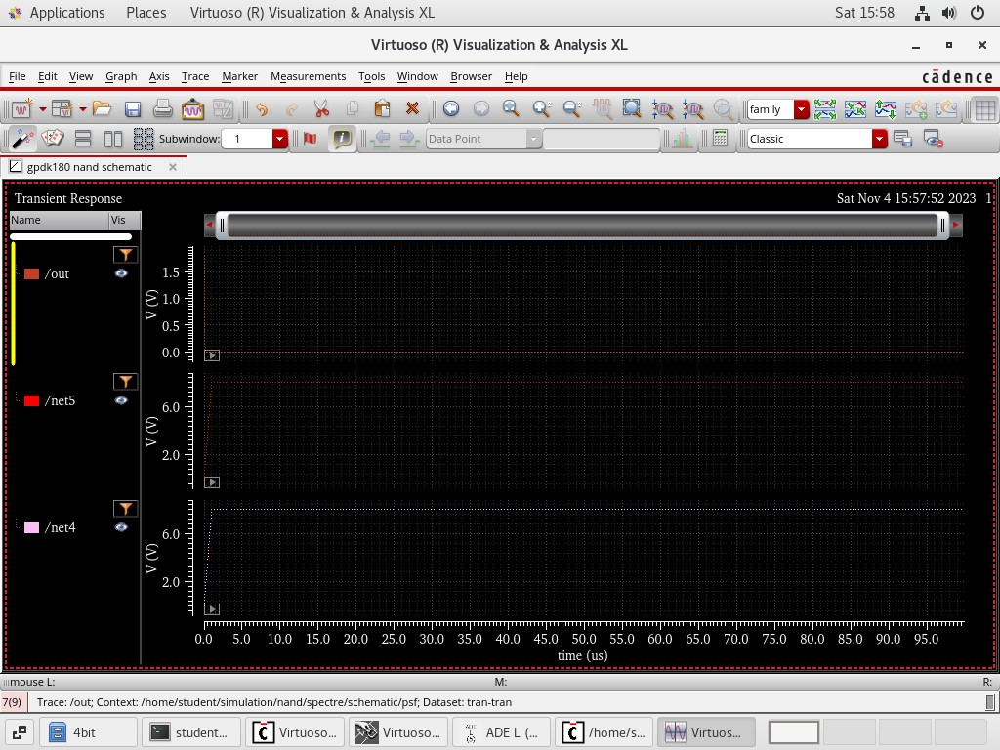 Applications Places Virtuoso (R) Visualization & Analysis XL Sat 15:58
Virtuoso (R) Visualization & Analysis XL
File Edit View Graph Axis Trace Marker Measurements Tools Window Browser Help cādence
family
Subwindow: 1 Data Point Classic
gpdk180 nand schematic
Transient Response Sat Nov 4 15:57:52 2023 1
Name Vis
/out
V (V)
1.5
1.0
0.5
0.0
/net5
V (V)
6.0
2.0
/net4
V (V)
6.0
2.0
0.0 5.0 10.0 15.0 20.0 25.0 30.0 35.0 40.0 45.0 50.0 55.0 60.0 65.0 70.0 75.0 80.0 85.0 90.0 95.0
time (us)
mouse L: M: R:
7(9) Trace: /out; Context: /home/student/simulation/nand/spectre/schematic/psf; Dataset: tran-tran
4bit student... Virtuoso... Virtuoso... ADE L (... /home/s... Virtuos...